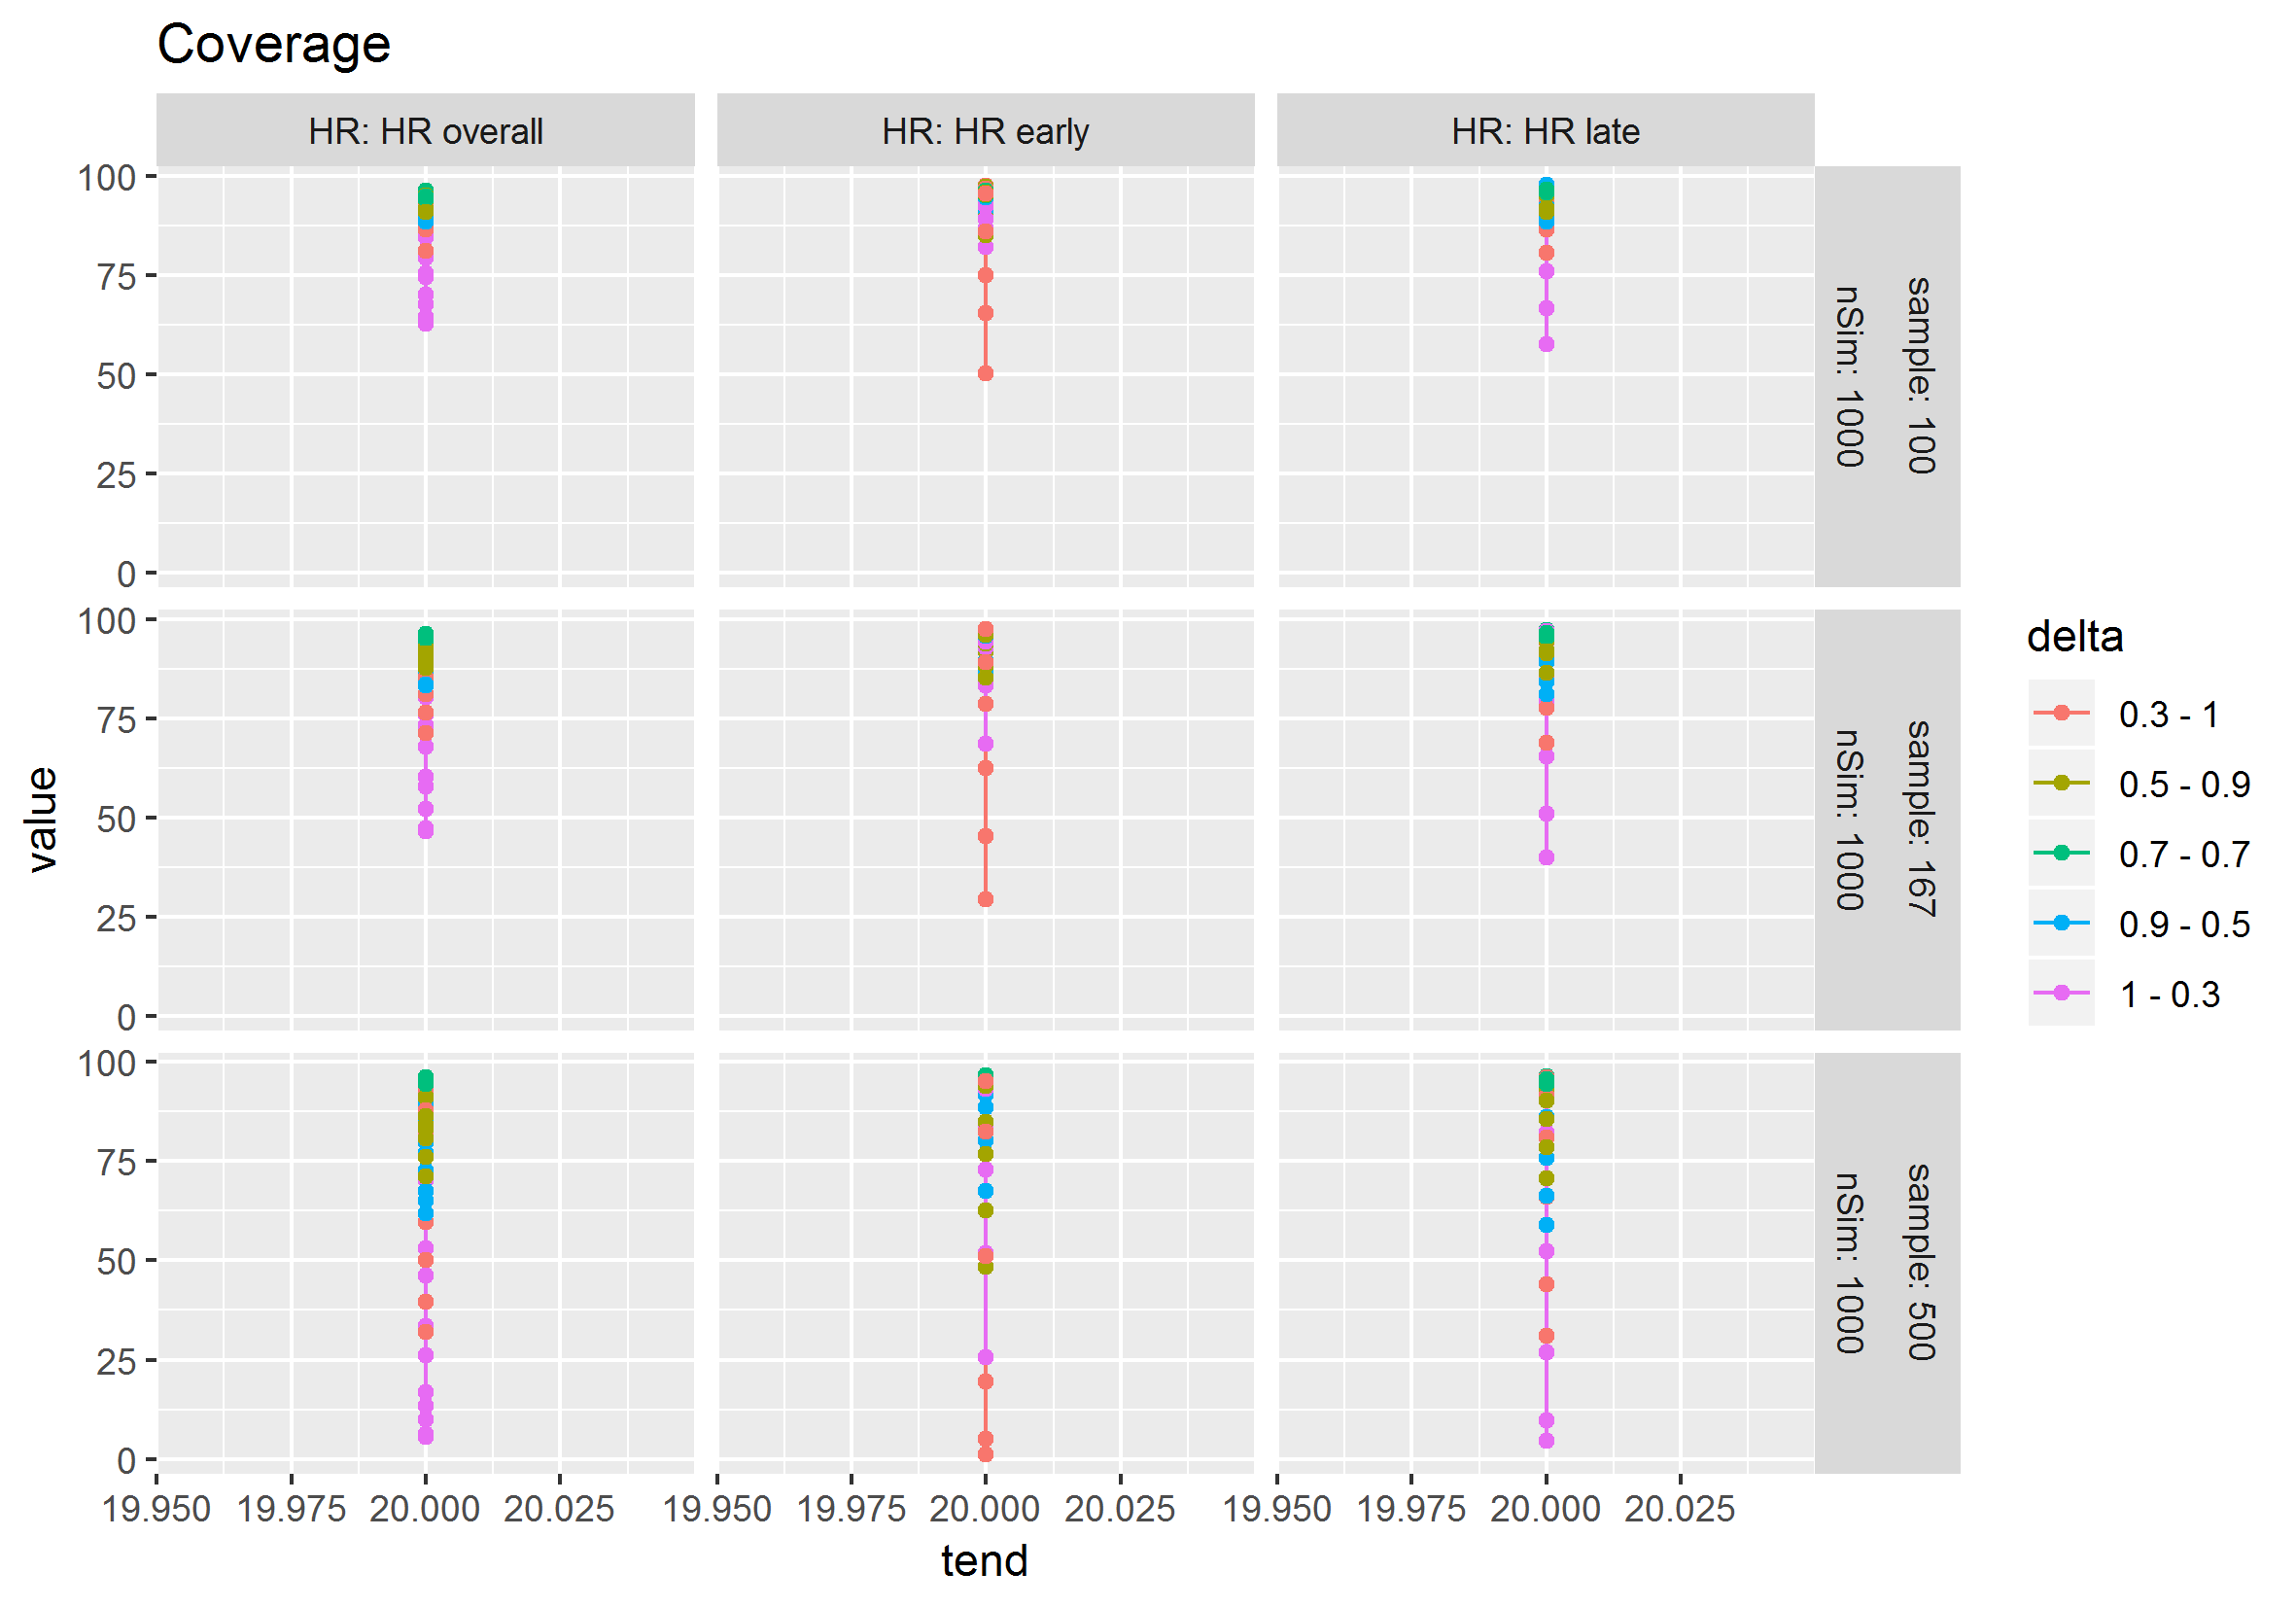 Coverage
HR: HR overall
HR: HR early
HR: HR late
100
75
50
25
0
sample: 100
nSim: 1000
100
75
50
25
0
sample: 167
nSim: 1000
100
75
50
25
0
sample: 500
nSim: 1000
value
19.950 19.975 20.000 20.025
19.950 19.975 20.000 20.025
19.950 19.975 20.000 20.025
tend
delta
0.3 - 1
0.5 - 0.9
0.7 - 0.7
0.9 - 0.5
1 - 0.3